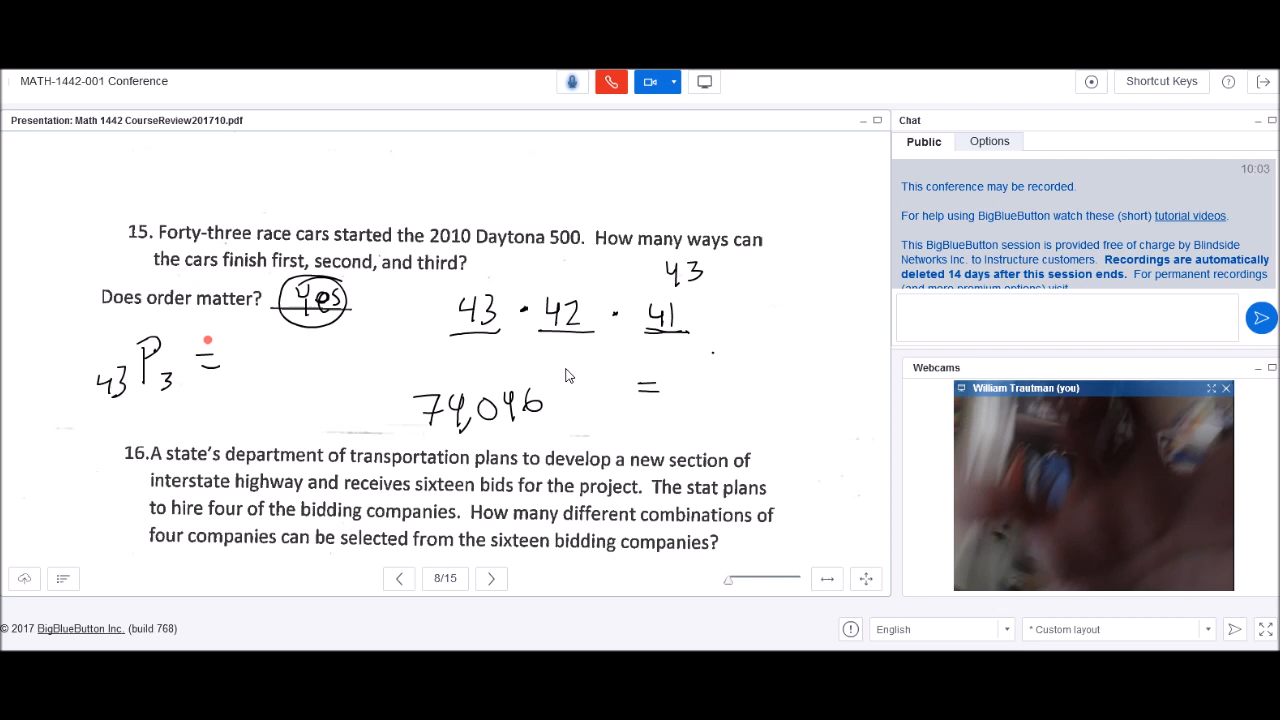 MATH-1442-001 Conference
Shortcut Keys
Presentation: Math 1442 CourseReview201710.pdf
15. Forty-three race cars started the 2010 Daytona 500. How many ways can
the cars finish first, second, and third?
43
Does order matter? yes
43 · 42 · 41
43P3 =
=
74,046
16.A state's department of transportation plans to develop a new section of
interstate highway and receives sixteen bids for the project. The stat plans
to hire four of the bidding companies. How many different combinations of
four companies can be selected from the sixteen bidding companies?
8/15
Chat
Public Options
10:03
This conference may be recorded.
For help using BigBlueButton watch these (short) tutorial videos.
This BigBlueButton session is provided free of charge by Blindside
Networks Inc. to Instructure customers. Recordings are automatically
deleted 14 days after this session ends. For permanent recordings
(and more premium options) visit
Webcams
William Trautman (you)
© 2017 BigBlueButton Inc. (build 768)
English
* Custom layout